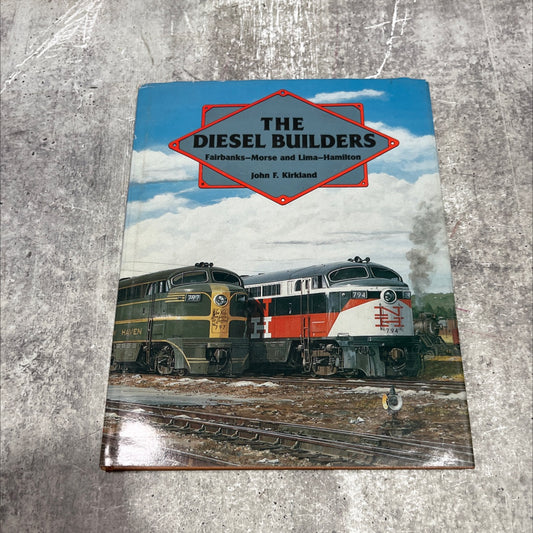 THE
DIESEL BUILDERS
Fairbanks–Morse and Lima–Hamilton
John F. Kirkland
794
HAVEN
N
H
794